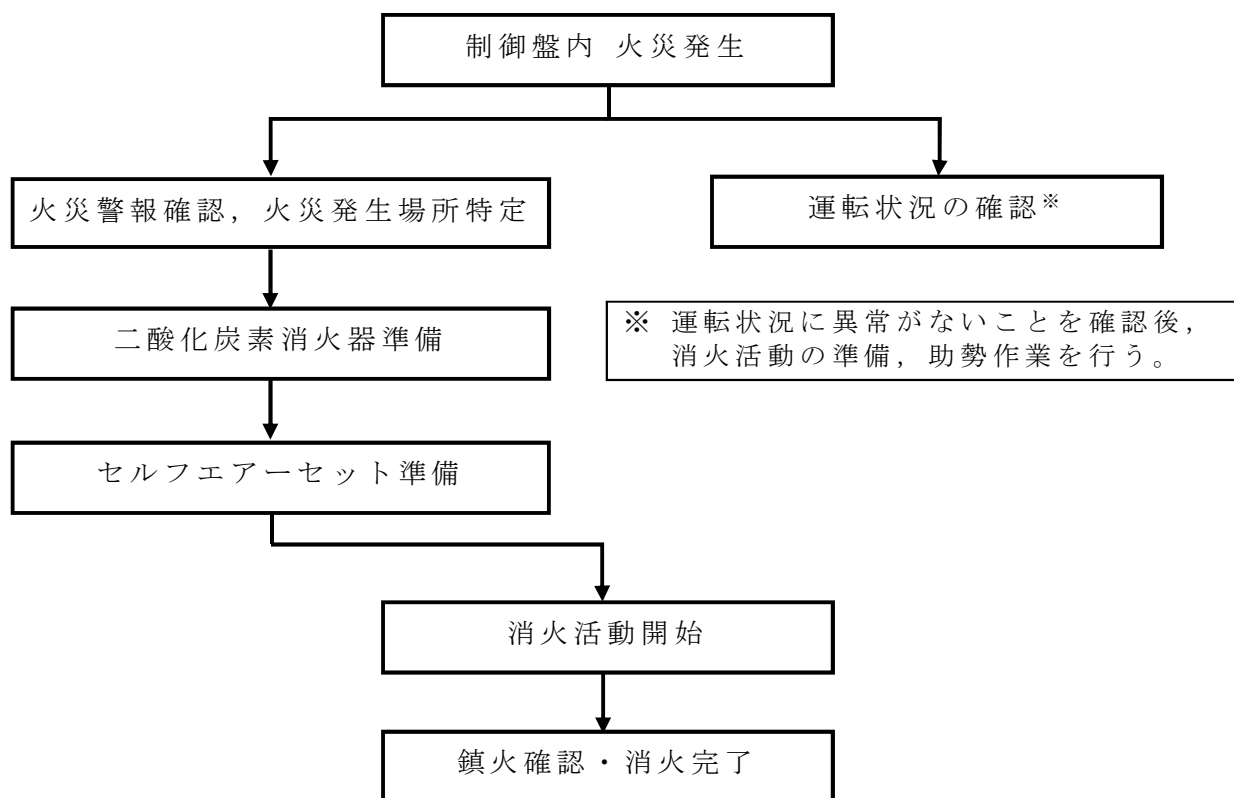 制御盤内 火災発生
火災警報確認，火災発生場所特定
運転状況の確認※
二酸化炭素消火器準備
※ 運転状況に異常がないことを確認後，
消火活動の準備，助勢作業を行う。
セルフエアーセット準備
消火活動開始
鎮火確認・消火完了